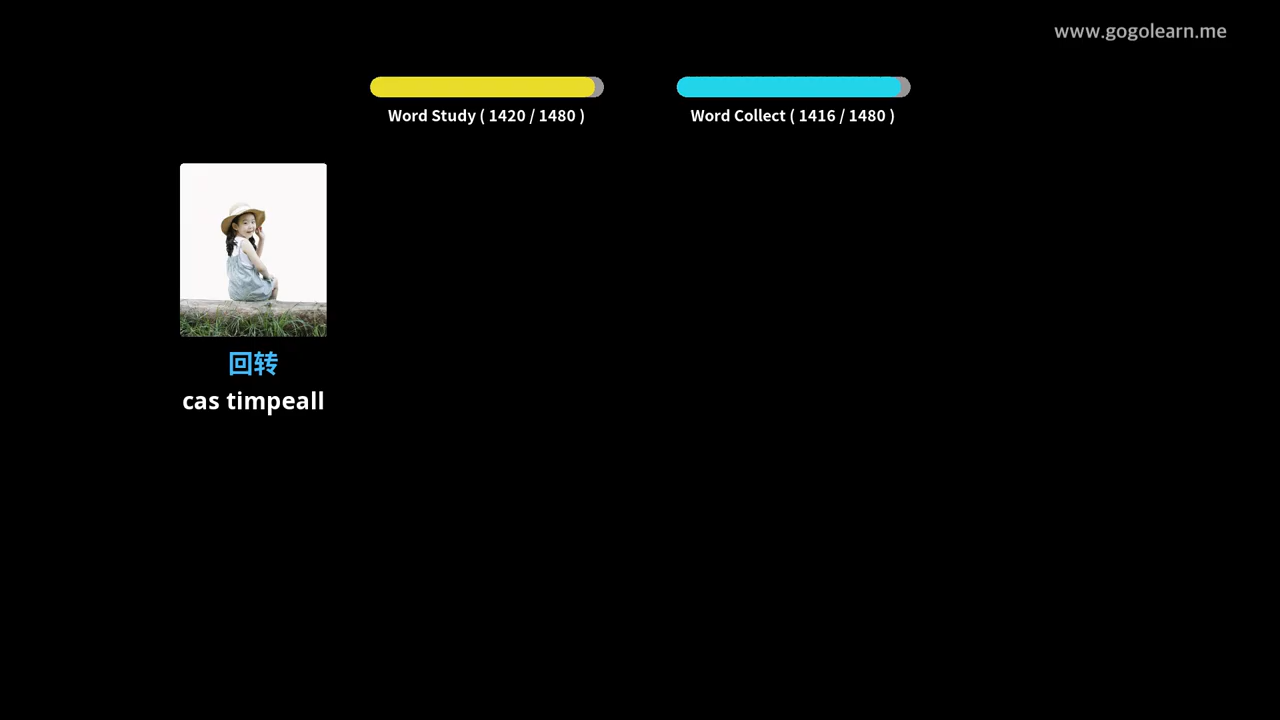 www.gogolearn.me
Word Study ( 1420 / 1480 )
Word Collect ( 1416 / 1480 )
回转
cas timpeall